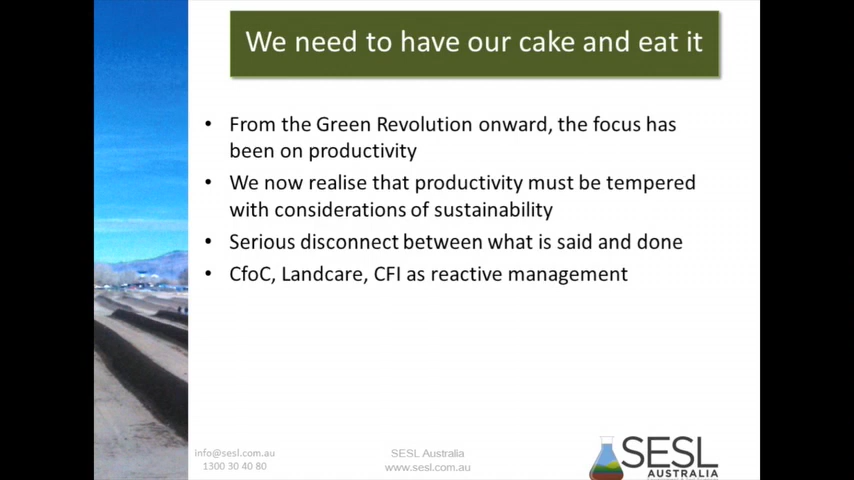 We need to have our cake and eat it
• From the Green Revolution onward, the focus has
been on productivity
• We now realise that productivity must be tempered
with considerations of sustainability
• Serious disconnect between what is said and done
• CfoC, Landcare, CFI as reactive management
info@sesl.com.au
1300 30 40 80
SESL Australia
www.sesl.com.au
SESL
AUSTRALIA